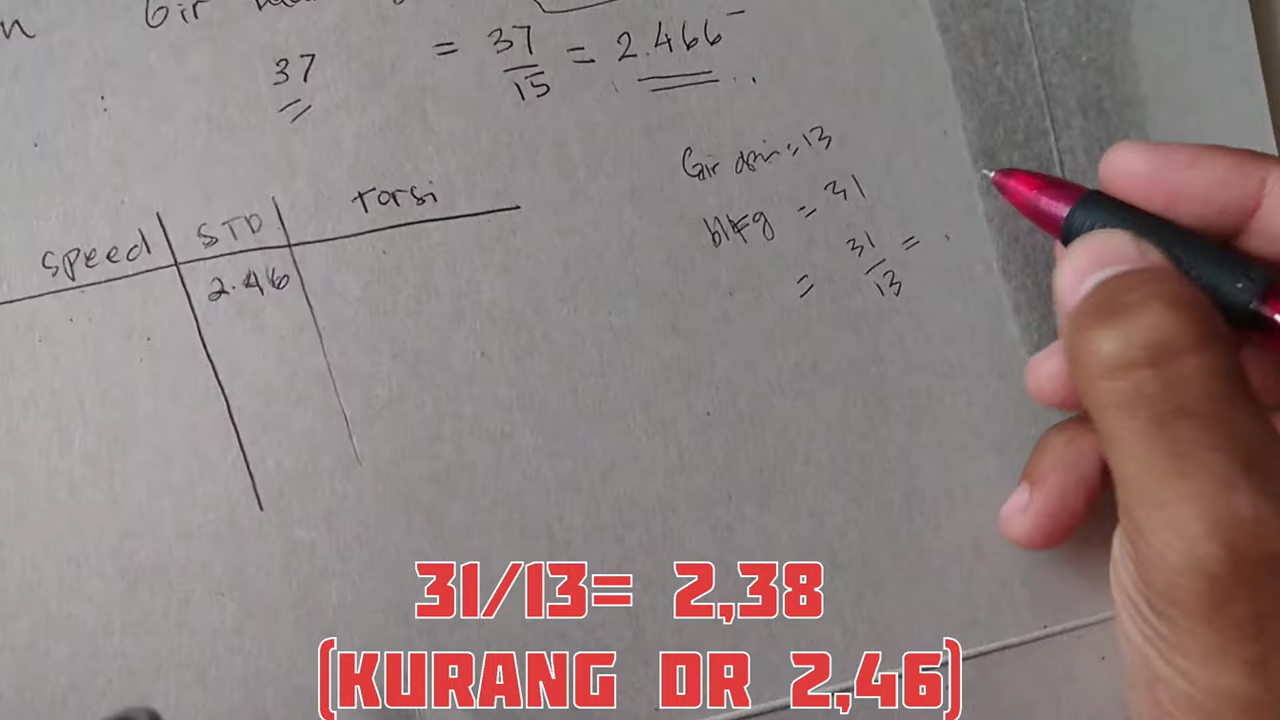 Gir
37
= 37/15 = 2.466
Gir dpn = 13
blkg = 31
= 31/13 =
speed STD torsi
2.46
31/13= 2,38
(KURANG DR 2,46)